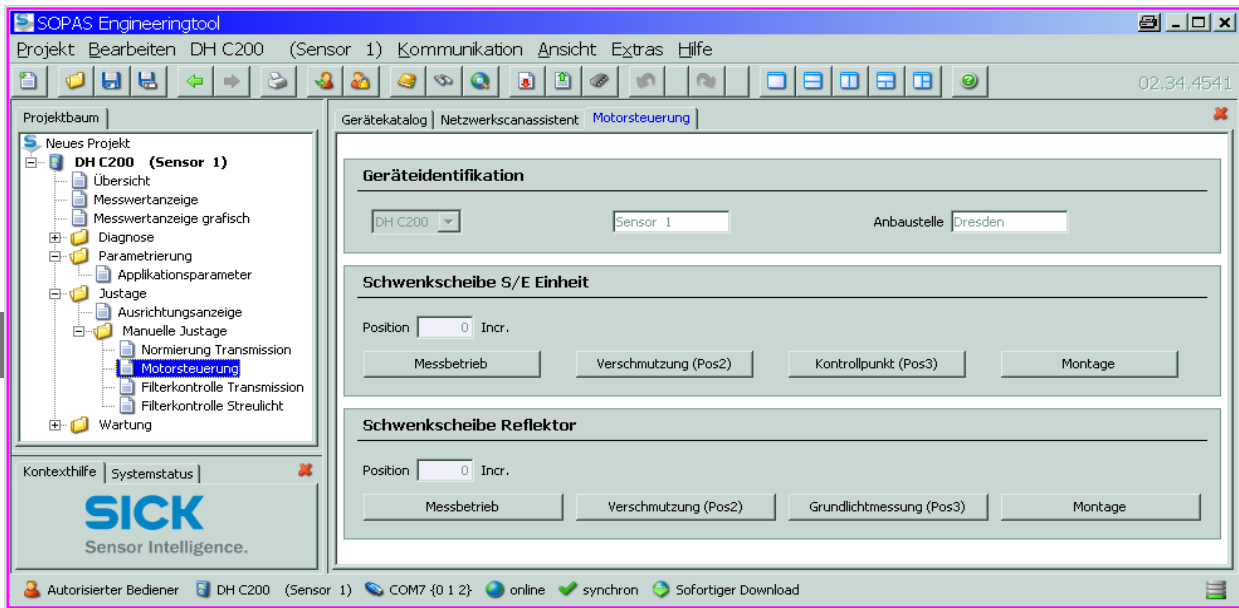 SOPAS Engineeringtool
Projekt Bearbeiten DH C200 (Sensor 1) Kommunikation Ansicht Extras Hilfe
02.34.4541
Projektbaum
Neues Projekt
DH C200 (Sensor 1)
Übersicht
Messwertanzeige
Messwertanzeige grafisch
Diagnose
Parametrierung
Applikationsparameter
Justage
Ausrichtungsanzeige
Manuelle Justage
Normierung Transmission
Motorsteuerung
Filterkontrolle Transmission
Filterkontrolle Streulicht
Wartung
Kontexthilfe Systemstatus
SICK
Sensor Intelligence.
Gerätekatalog Netzwerkscanassistent Motorsteuerung
Geräteidentifikation
DH C200 Sensor 1 Anbaustelle Dresden
Schwenkscheibe S/E Einheit
Position 0 Incr.
Messbetrieb Verschmutzung (Pos2) Kontrollpunkt (Pos3) Montage
Schwenkscheibe Reflektor
Position 0 Incr.
Messbetrieb Verschmutzung (Pos2) Grundlichtmessung (Pos3) Montage
Autorisierter Bediener DH C200 (Sensor 1) COM7 {0 1 2} online synchron Sofortiger Download